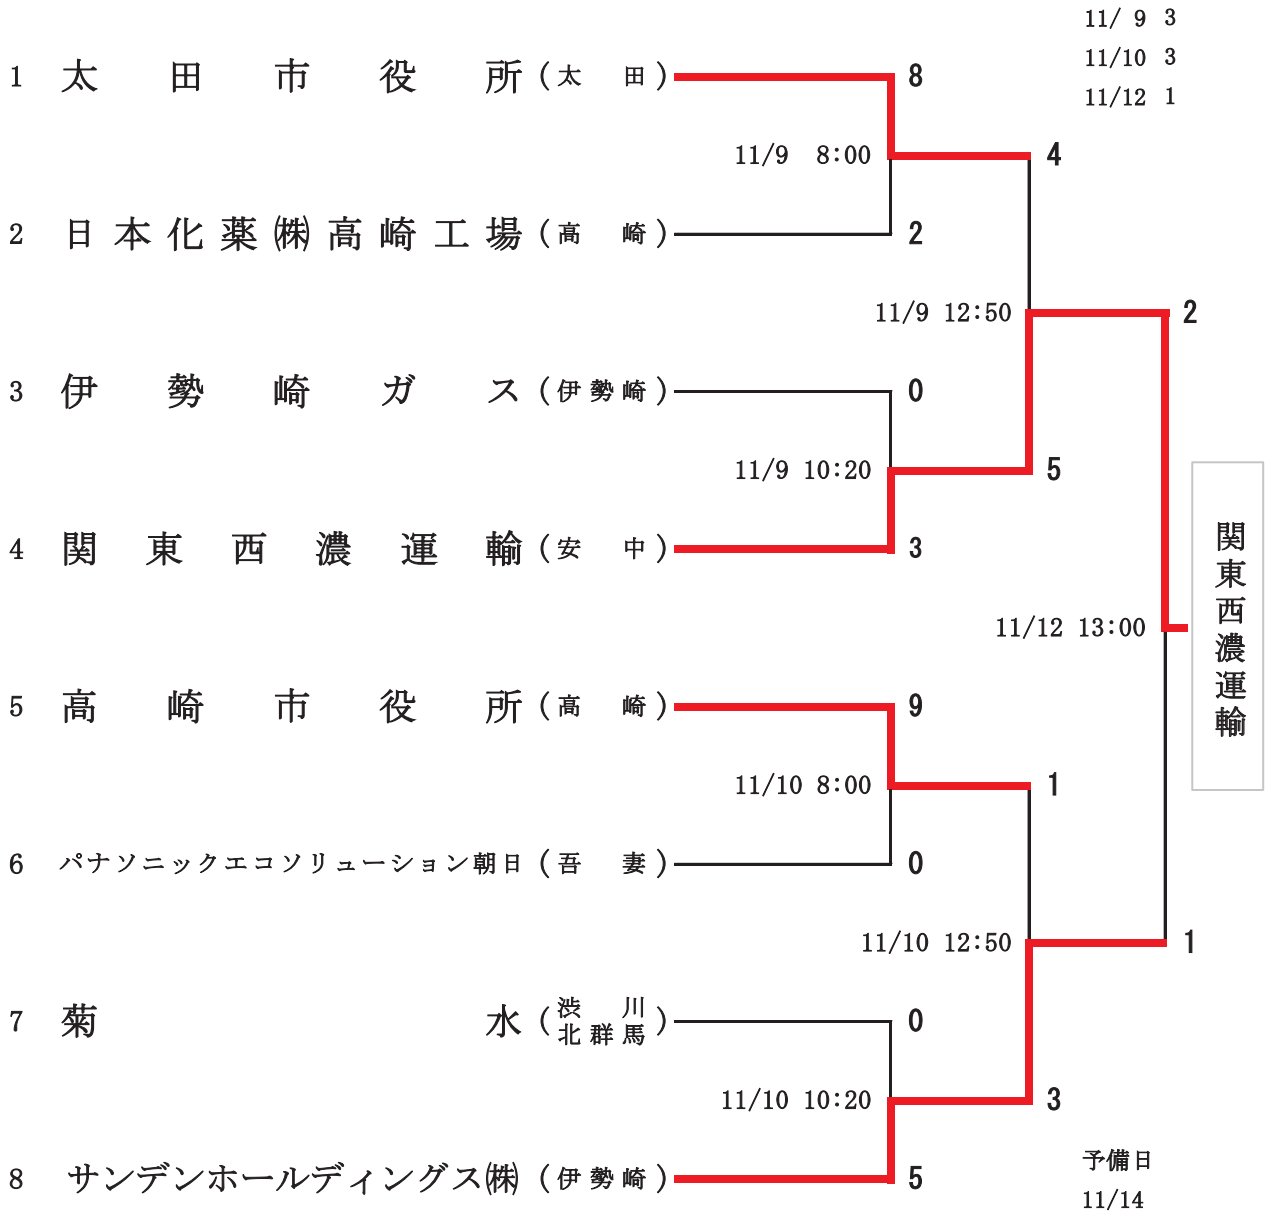 11/ 9 3
11/10 3
11/12 1
1 太田市役所(太田) 8
11/9 8:00 4
2 日本化薬㈱高崎工場(高崎) 2
11/9 12:50 2
3 伊勢崎ガス(伊勢崎) 0
11/9 10:20 5
4 関東西濃運輸(安中) 3
11/12 13:00
関東西濃運輸
5 高崎市役所(高崎) 9
11/10 8:00 1
6 パナソニックエコソリューション朝日(吾妻) 0
11/10 12:50 1
7 菊水(渋川
北群馬) 0
11/10 10:20 3
8 サンデンホールディングス㈱(伊勢崎) 5
予備日
11/14